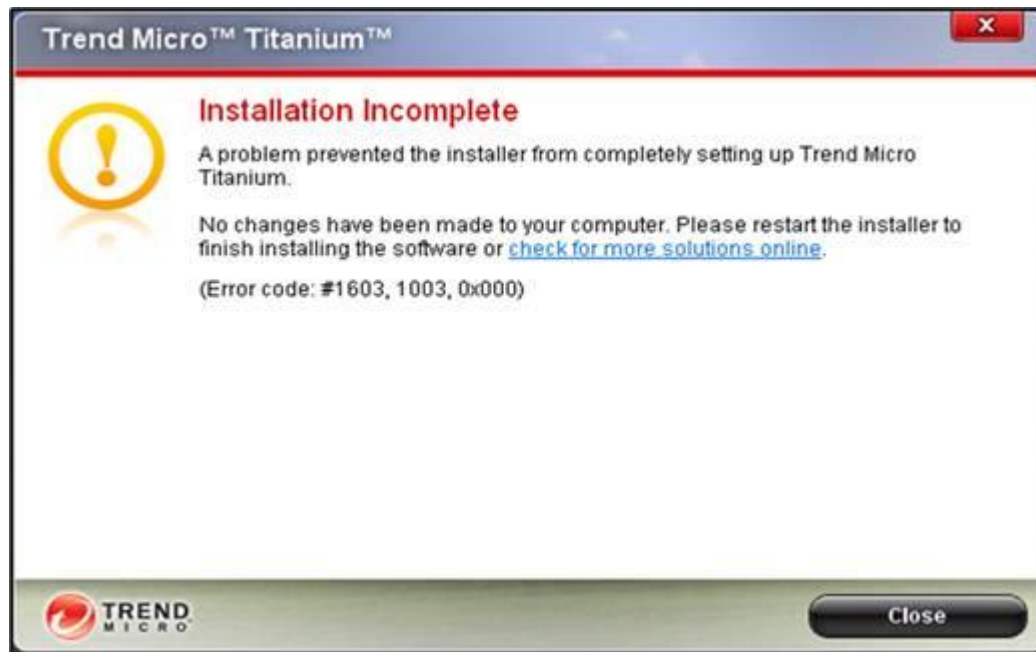 Trend Micro™ Titanium™
Installation Incomplete
A problem prevented the installer from completely setting up Trend Micro
Titanium.
No changes have been made to your computer. Please restart the installer to
finish installing the software or check for more solutions online.
(Error code: #1603, 1003, 0x000)
TREND
MICRO
Close